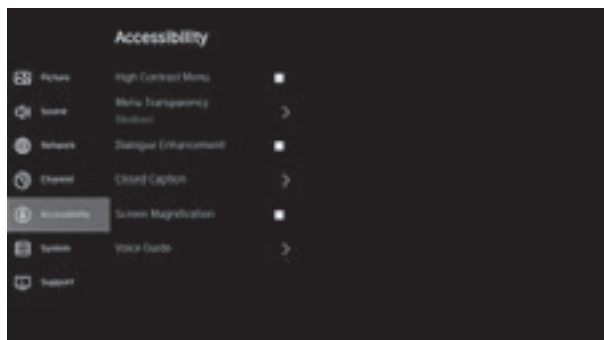 Accessibility
Picture
Sound
Network
Channel
Accessibility
System
Support
High Contrast Menu
Menu Transparency
Medium
Dialogue Enhancement
Closed Caption
Screen Magnification
Voice Guide